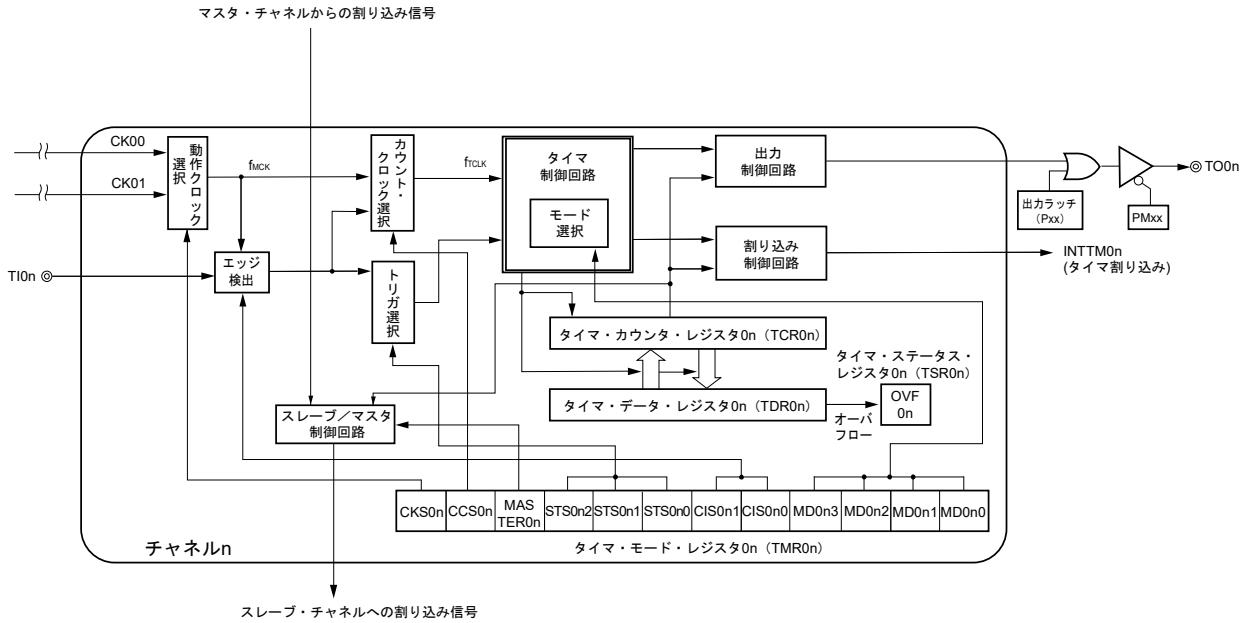 マスタ・チャネルからの割り込み信号
CK00
CK01
動作クロック
選択
fMCK
カウント・
クロック選択
fTCLK
タイマ
制御回路
モード
選択
出力
制御回路
TO0n
出力ラッチ
(Pxx)
PMxx
TI0n
エッジ
検出
トリガ選択
割り込み
制御回路
INTTM0n
(タイマ割り込み)
タイマ・カウンタ・レジスタ0n(TCR0n)
タイマ・ステータス・
レジスタ0n(TSR0n)
タイマ・データ・レジスタ0n(TDR0n)
オーバ
フロー
OVF
0n
スレーブ/マスタ
制御回路
CKS0n
CCS0n
MAS
TER0n
STS0n2
STS0n1
STS0n0
CIS0n1
CIS0n0
MD0n3
MD0n2
MD0n1
MD0n0
チャネルn
タイマ・モード・レジスタ0n(TMR0n)
スレーブ・チャネルへの割り込み信号